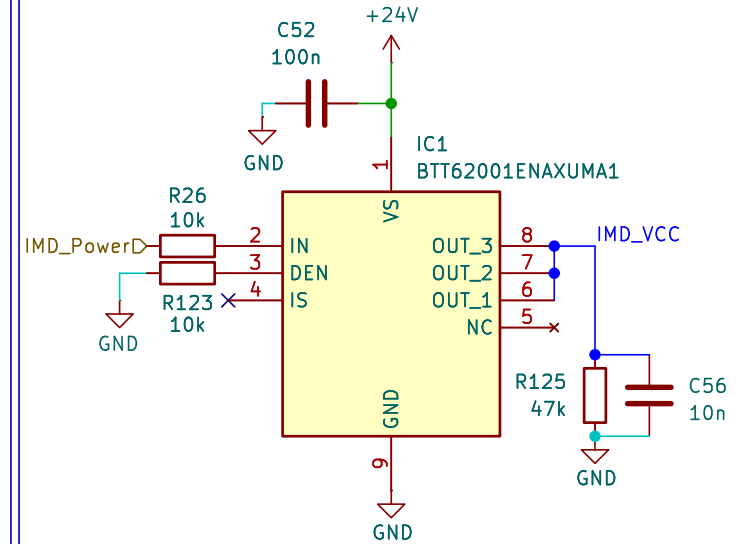 +24V
C52
100n
GND
IC1
BTT62001ENAXUMA1
1
VS
R26
10k
IMD_Power
2
IN
3
DEN
4
IS
R123
10k
GND
OUT_3
8
IMD_VCC
OUT_2
7
OUT_1
6
NC
5
R125
47k
C56
10n
GND
GND
9
GND